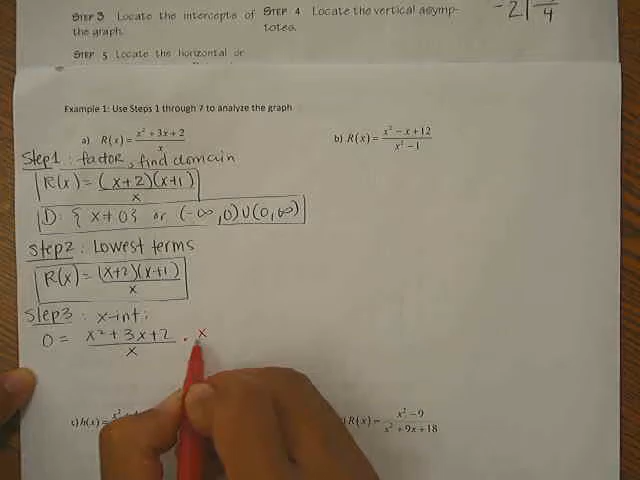 STEP 3 Locate the intercepts of the graph.
STEP 4 Locate the vertical asymptotes.
STEP 5 Locate the horizontal or
-2 | 4
Example 1: Use Steps 1 through 7 to analyze the graph
a) R(x) = (x² + 3x + 2)/x
b) R(x) = (x² − x + 12)/(x² − 1)
Step1: factor, find domain
R(x) = (x+2)(x+1)/x
D: { x ≠ 0 } or (-∞, 0) ∪ (0, ∞)
Step2: Lowest terms
R(x) = (x+2)(x+1)/x
Step3: x-int:
0 = (x² + 3x + 2)/x · x
c) h(x) =
R(x) = (x² − 9)/(x² + 9x + 18)